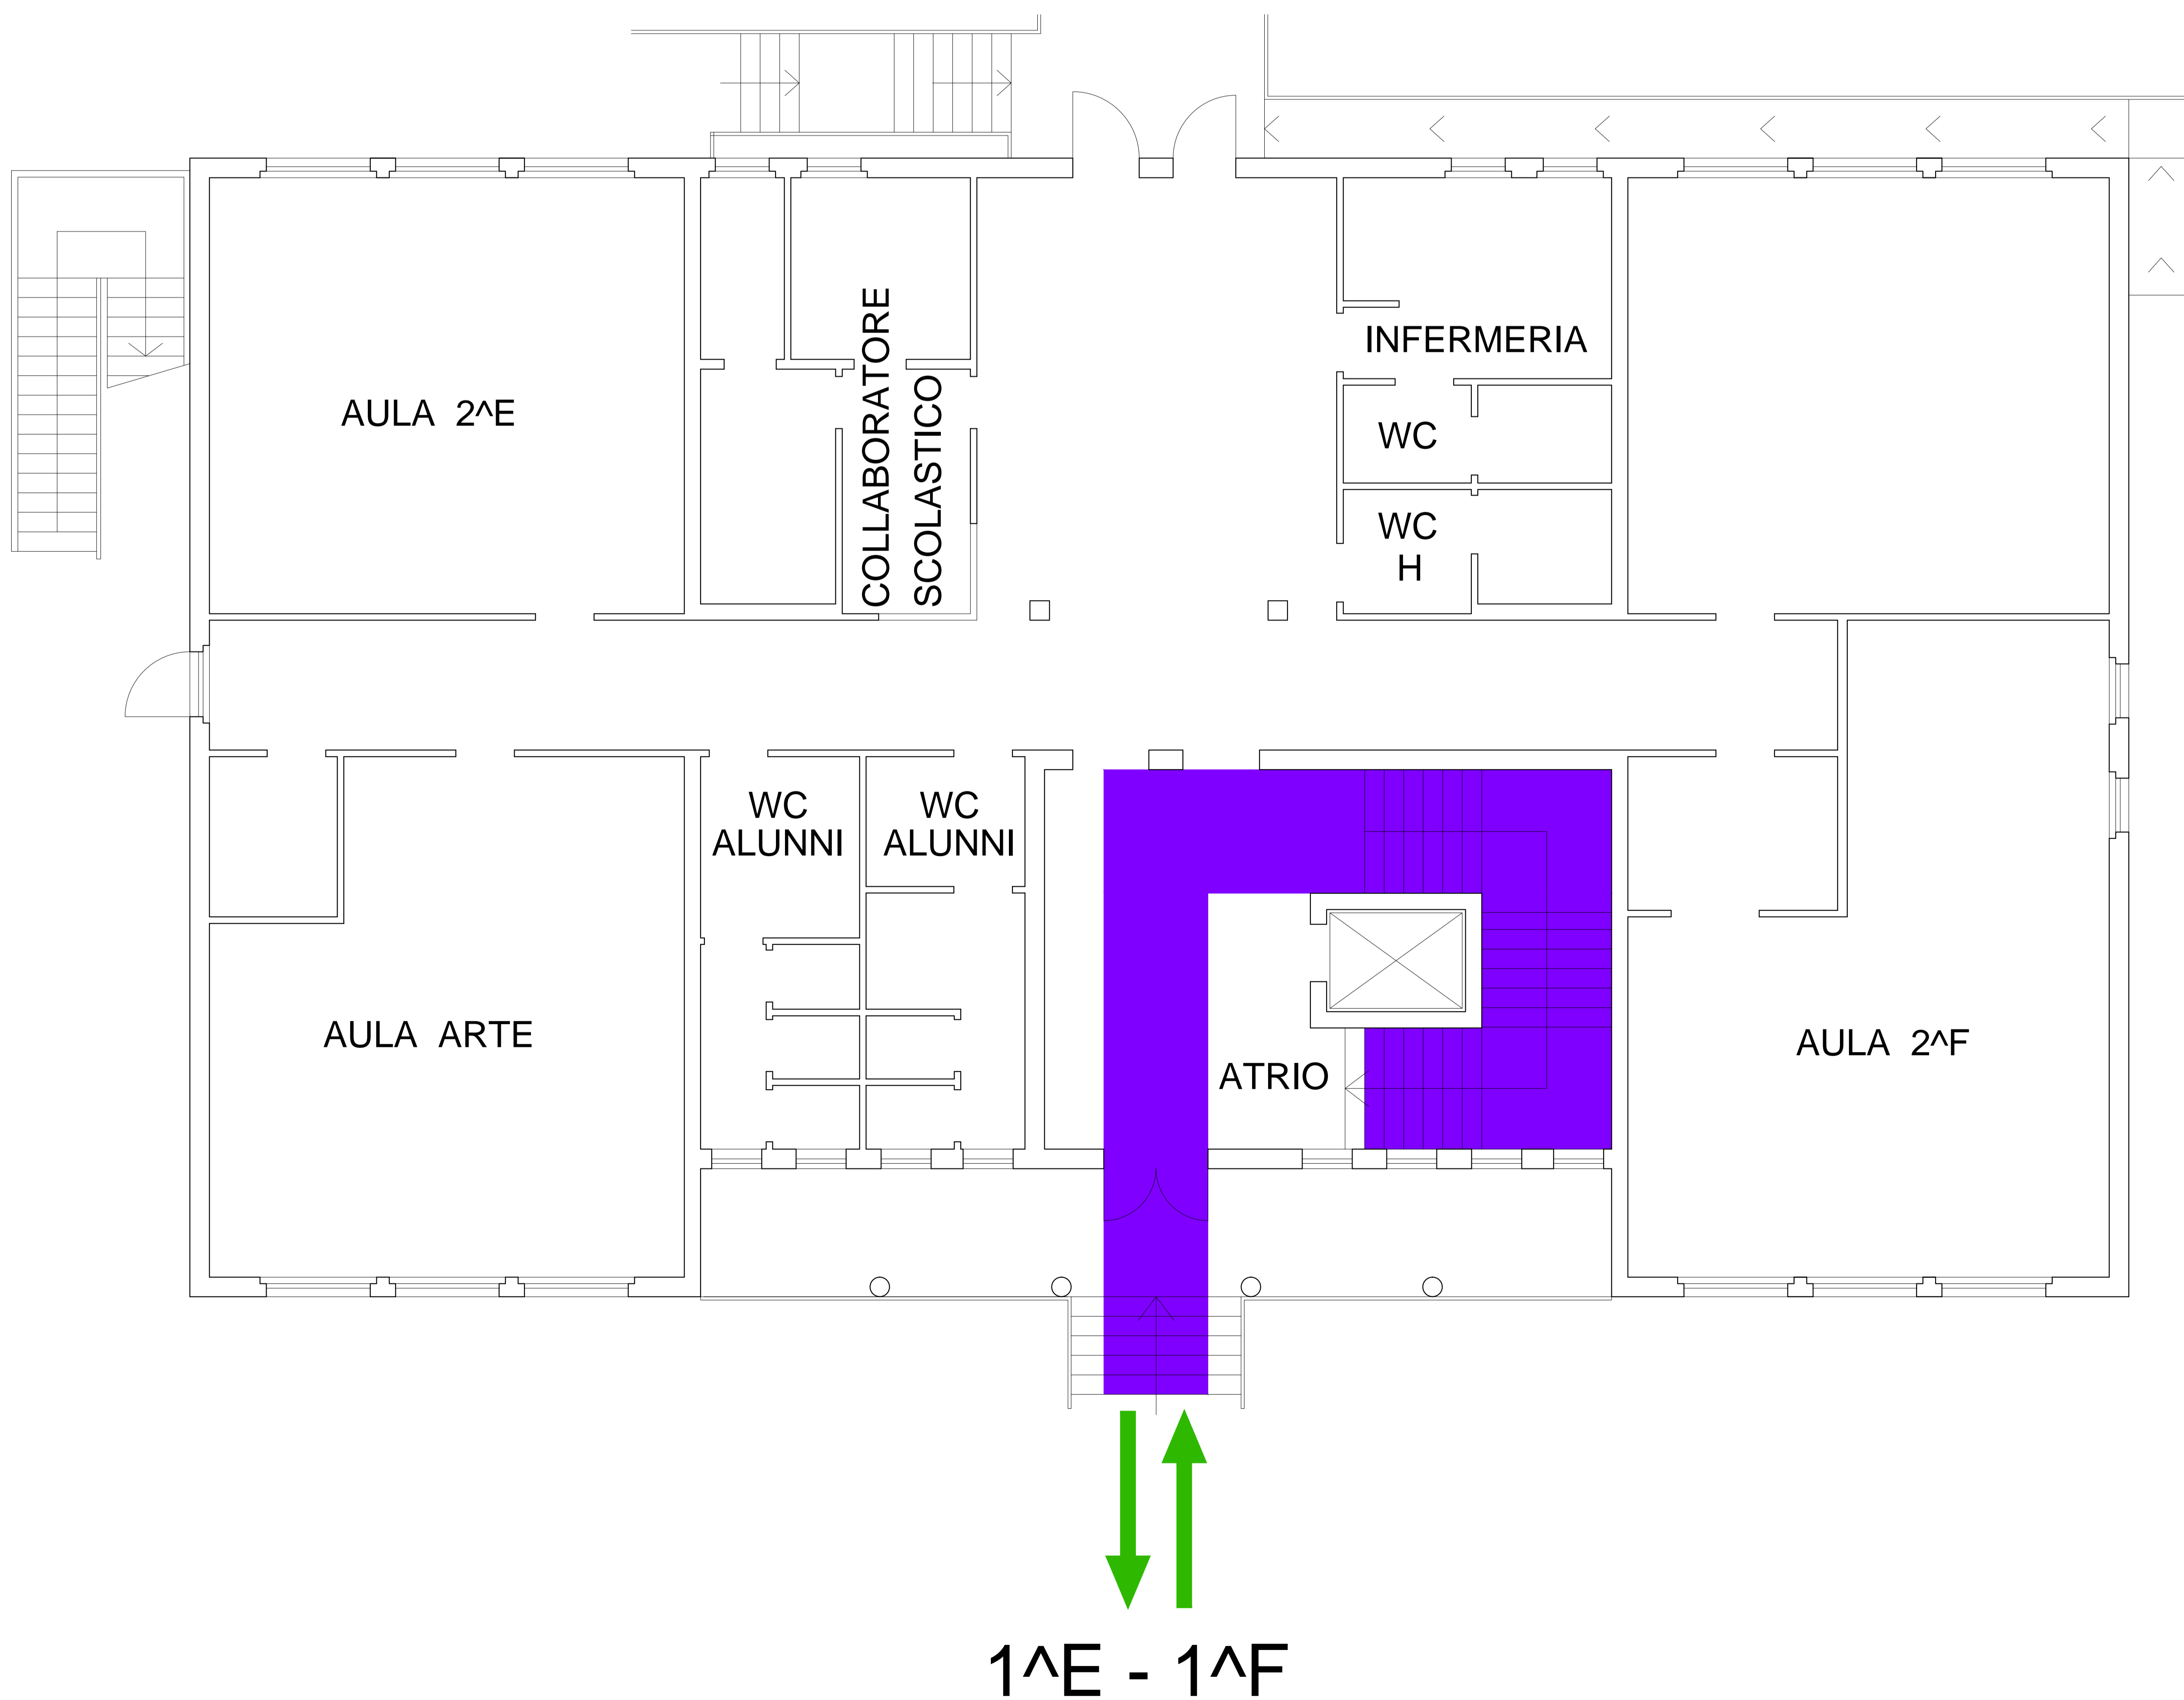 COLLABORATORE
SCOLASTICO
INFERMERIA
AULA 2^E
WC
WC
H
WC
ALUNNI
WC
ALUNNI
AULA ARTE
ATRIO
AULA 2^F
1^E - 1^F